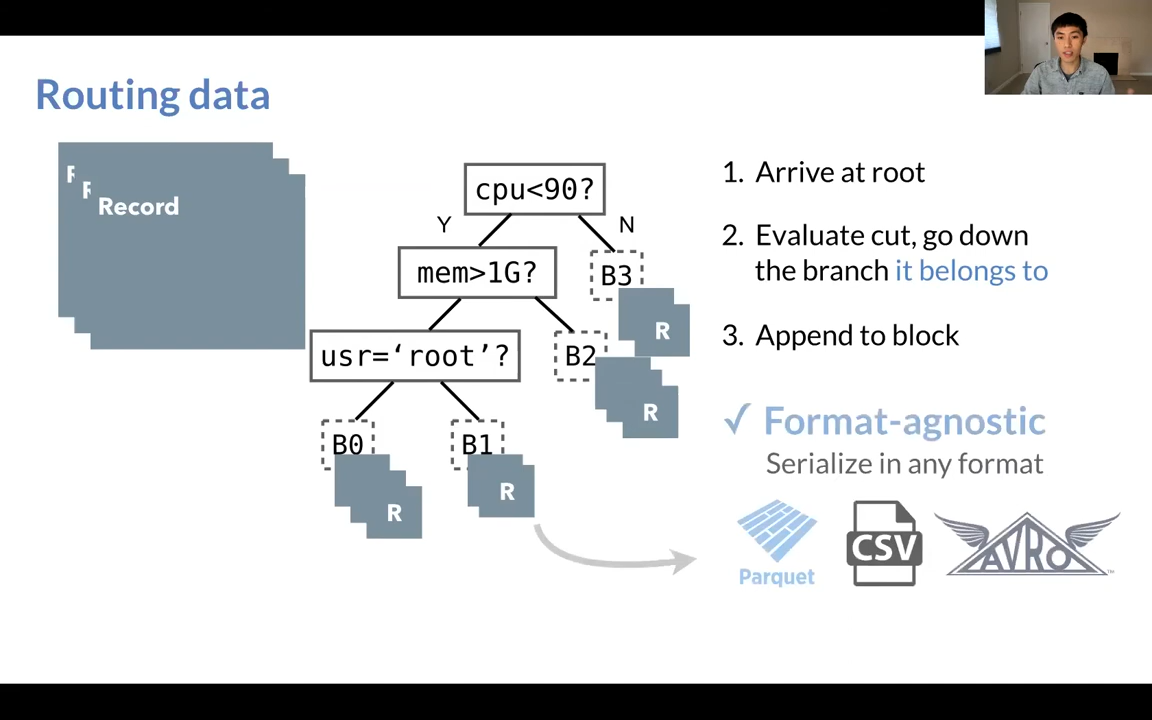 Routing data
R
R
Record
cpu<90?
Y
N
mem>1G?
B3
R
usr=‘root’?
B2
R
B0
B1
R
R
1. Arrive at root
2. Evaluate cut, go down
the branch it belongs to
3. Append to block
✓ Format-agnostic
Serialize in any format
Parquet
CSV
AVRO
™